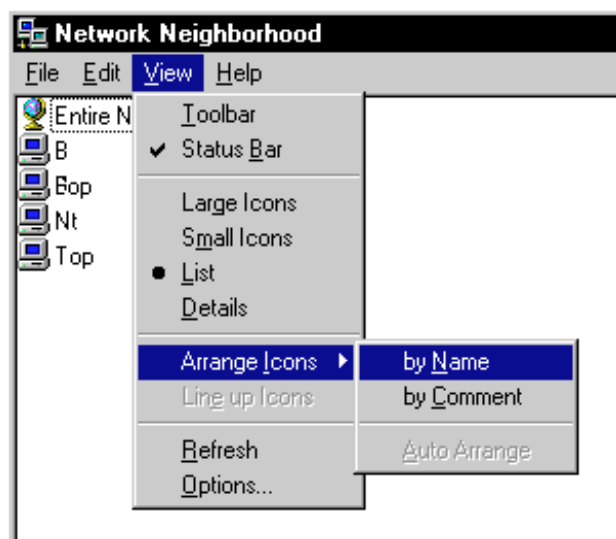 Network Neighborhood
File Edit View Help
Entire N
B
Gop
Nt
Top
Toolbar
Status Bar
Large Icons
Small Icons
List
Details
Arrange Icons
Line up Icons
Refresh
Options...
by Name
by Comment
Auto Arrange